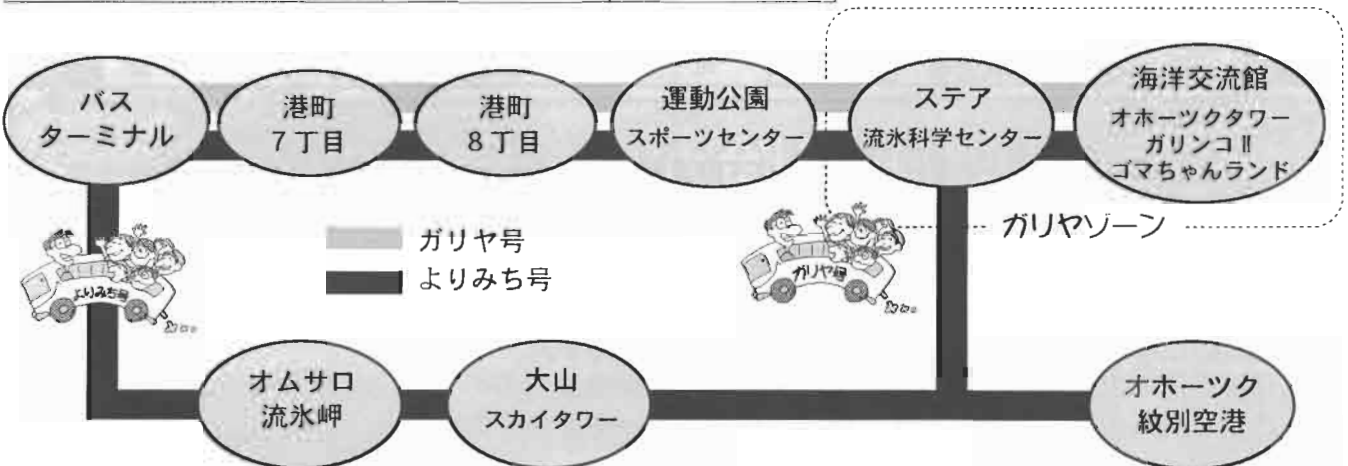 バス
ターミナル
港町
7丁目
港町
8丁目
運動公園
スポーツセンター
ステア
流氷科学センター
海洋交流館
オホーツクタワー
ガリンコⅡ
ゴマちゃんランド
ガリヤゾーン
ガリヤ号
よりみち号
よりみち号
ガリヤ号
オムサロ
流氷岬
大山
スカイタワー
オホーツク
紋別空港